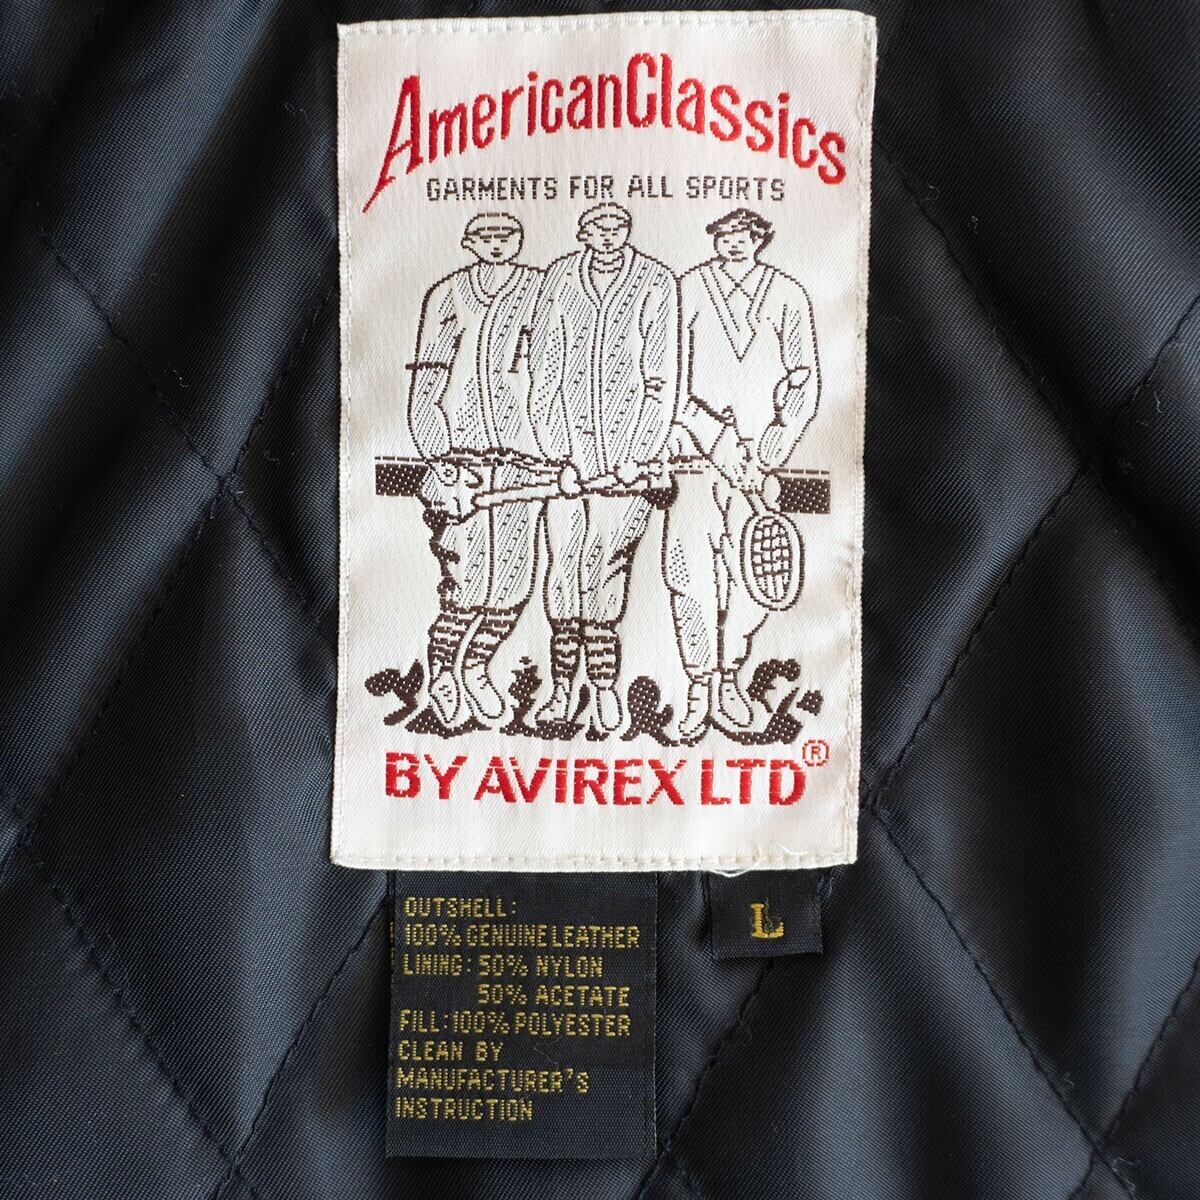 AmericanClassics
GARMENTS FOR ALL SPORTS
BY AVIREX LTD®
OUTSHELL:
100% GENUINE LEATHER
LINING: 50% NYLON
50% ACETATE
FILL: 100% POLYESTER
CLEAN BY
MANUFACTURER'S
INSTRUCTION
L